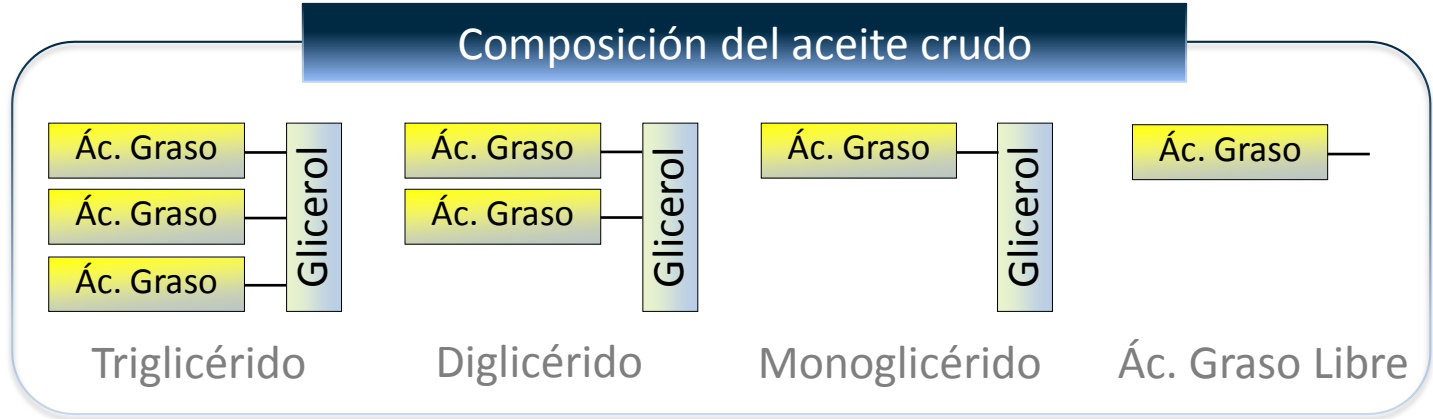 Composición del aceite crudo
Ác. Graso
Ác. Graso
Ác. Graso
Glicerol
Triglicérido
Ác. Graso
Ác. Graso
Glicerol
Diglicérido
Ác. Graso
Glicerol
Monoglicérido
Ác. Graso
Ác. Graso Libre